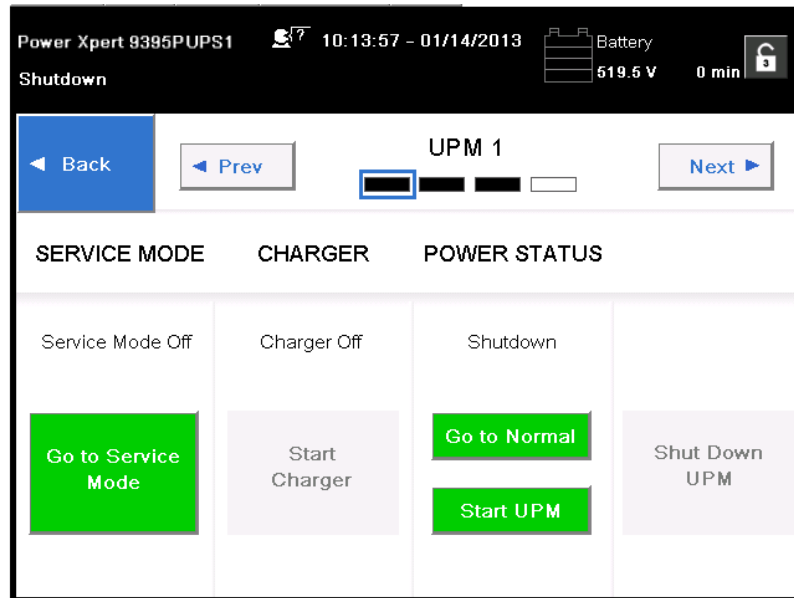 Power Xpert 9395PUPS1
? 10:13:57 - 01/14/2013
Battery
519.5 V 0 min
3
Shutdown
Back
Prev
UPM 1
Next
SERVICE MODE
CHARGER
POWER STATUS
Service Mode Off
Charger Off
Shutdown
Go to Service
Mode
Start
Charger
Go to Normal
Start UPM
Shut Down
UPM